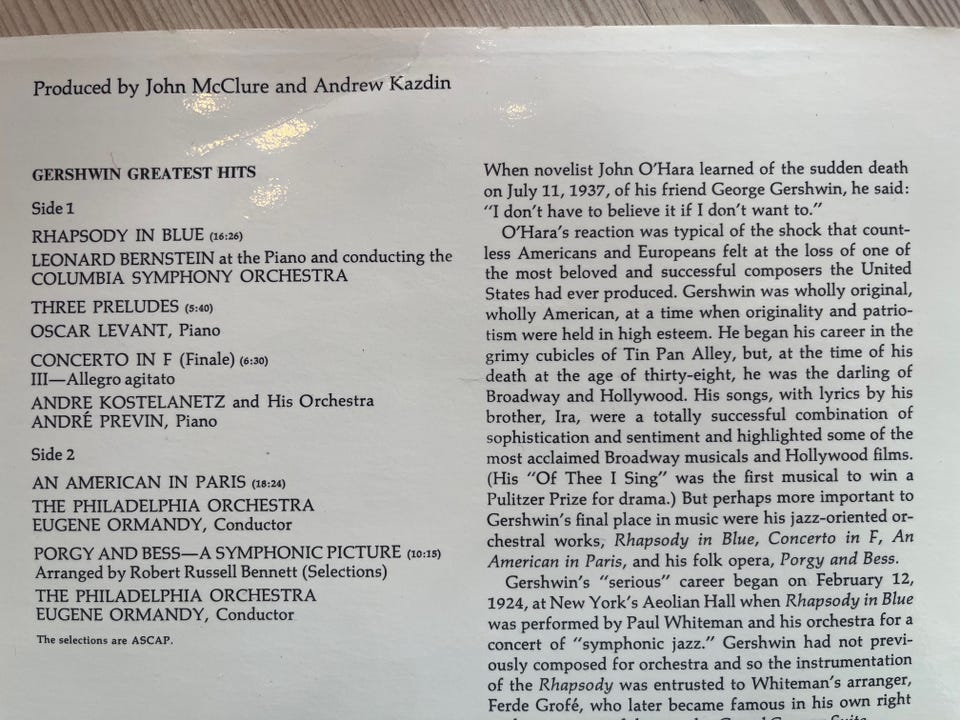 Produced by John McClure and Andrew Kazdin
GERSHWIN GREATEST HITS
Side 1
RHAPSODY IN BLUE (16:26)
LEONARD BERNSTEIN at the Piano and conducting the
COLUMBIA SYMPHONY ORCHESTRA
THREE PRELUDES (5:40)
OSCAR LEVANT, Piano
CONCERTO IN F (Finale) (6:30)
III—Allegro agitato
ANDRE KOSTELANETZ and His Orchestra
ANDRÉ PREVIN, Piano
Side 2
AN AMERICAN IN PARIS (18:24)
THE PHILADELPHIA ORCHESTRA
EUGENE ORMANDY, Conductor
PORGY AND BESS—A SYMPHONIC PICTURE (10:15)
Arranged by Robert Russell Bennett (Selections)
THE PHILADELPHIA ORCHESTRA
EUGENE ORMANDY, Conductor
The selections are ASCAP.
When novelist John O'Hara learned of the sudden death
on July 11, 1937, of his friend George Gershwin, he said:
"I don't have to believe it if I don't want to."
O'Hara's reaction was typical of the shock that count-
less Americans and Europeans felt at the loss of one of
the most beloved and successful composers the United
States had ever produced. Gershwin was wholly original,
wholly American, at a time when originality and patrio-
tism were held in high esteem. He began his career in the
grimy cubicles of Tin Pan Alley, but, at the time of his
death at the age of thirty-eight, he was the darling of
Broadway and Hollywood. His songs, with lyrics by his
brother, Ira, were a totally successful combination of
sophistication and sentiment and highlighted some of the
most acclaimed Broadway musicals and Hollywood films.
(His "Of Thee I Sing" was the first musical to win a
Pulitzer Prize for drama.) But perhaps more important to
Gershwin's final place in music were his jazz-oriented or-
chestral works, Rhapsody in Blue, Concerto in F, An
American in Paris, and his folk opera, Porgy and Bess.
Gershwin's "serious" career began on February 12,
1924, at New York's Aeolian Hall when Rhapsody in Blue
was performed by Paul Whiteman and his orchestra for a
concert of "symphonic jazz." Gershwin had not previ-
ously composed for orchestra and so the instrumentation
of the Rhapsody was entrusted to Whiteman's arranger,
Ferde Grofé, who later became famous in his own right